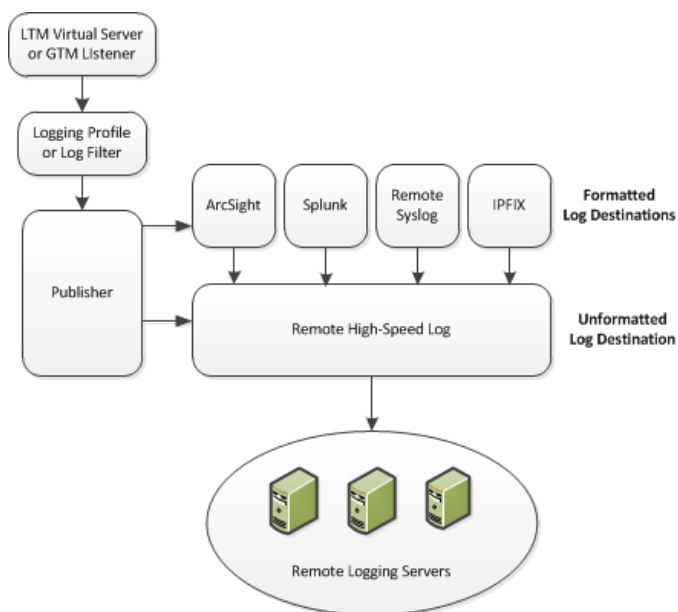 LTM Virtual Server
or GTM Listener
Logging Profile
or Log Filter
ArcSight
Splunk
Remote
Syslog
IPFIX
Formatted
Log Destinations
Publisher
Remote High-Speed Log
Unformatted
Log Destination
Remote Logging Servers